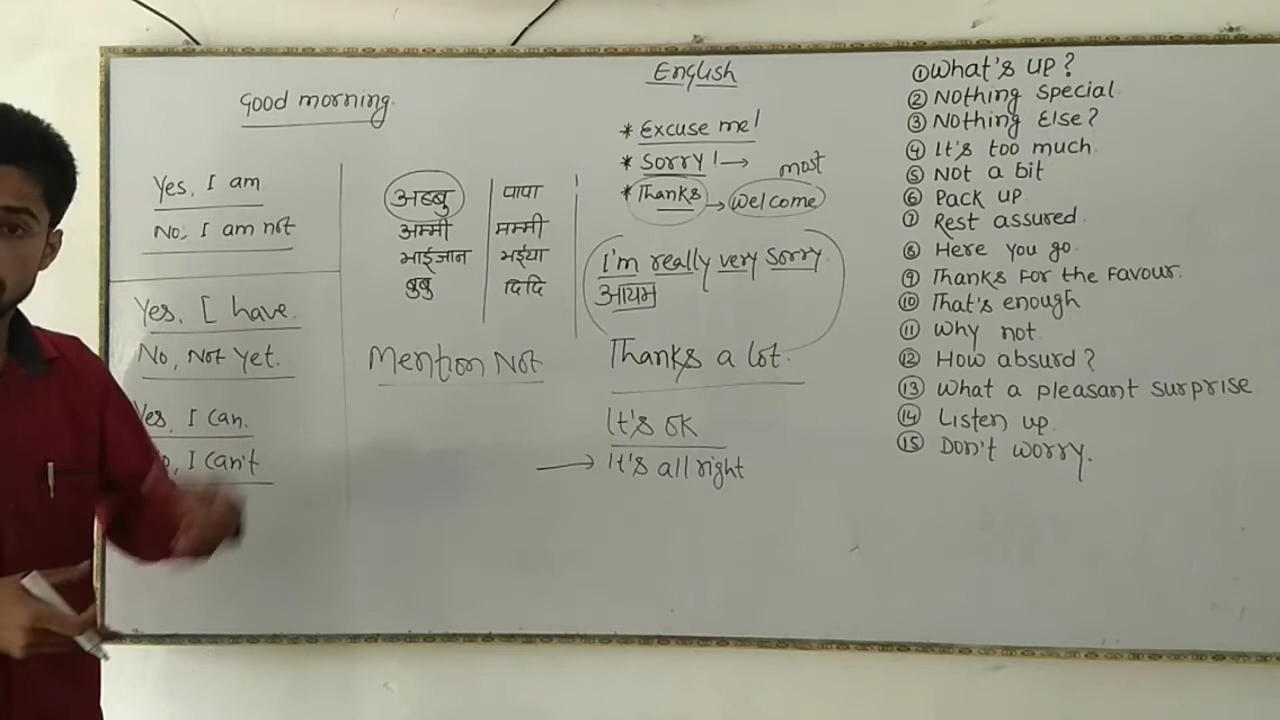 Good morning.
Yes, I am
No, I am not
Yes, I have.
No, Not yet.
Yes, I can.
, I can't
अब्बु
अम्मी
भाईजान
बुबु
पापा
मम्मी
भईया
दिदि
Mention Not
English
* Excuse me!
* Sorry! →
most
* Thanks → Welcome
I'm really very sorry
आयम
Thanks a lot.
It's ok
→ It's all right
① What's up?
② Nothing special
③ Nothing Else?
④ It's too much.
⑤ Not a bit
⑥ Pack up
⑦ Rest assured.
⑧ Here you go.
⑨ Thanks For the Favour.
⑩ That's enough
⑪ Why not.
⑫ How absurd?
⑬ What a pleasant surprise
⑭ Listen up.
⑮ Don't worry.